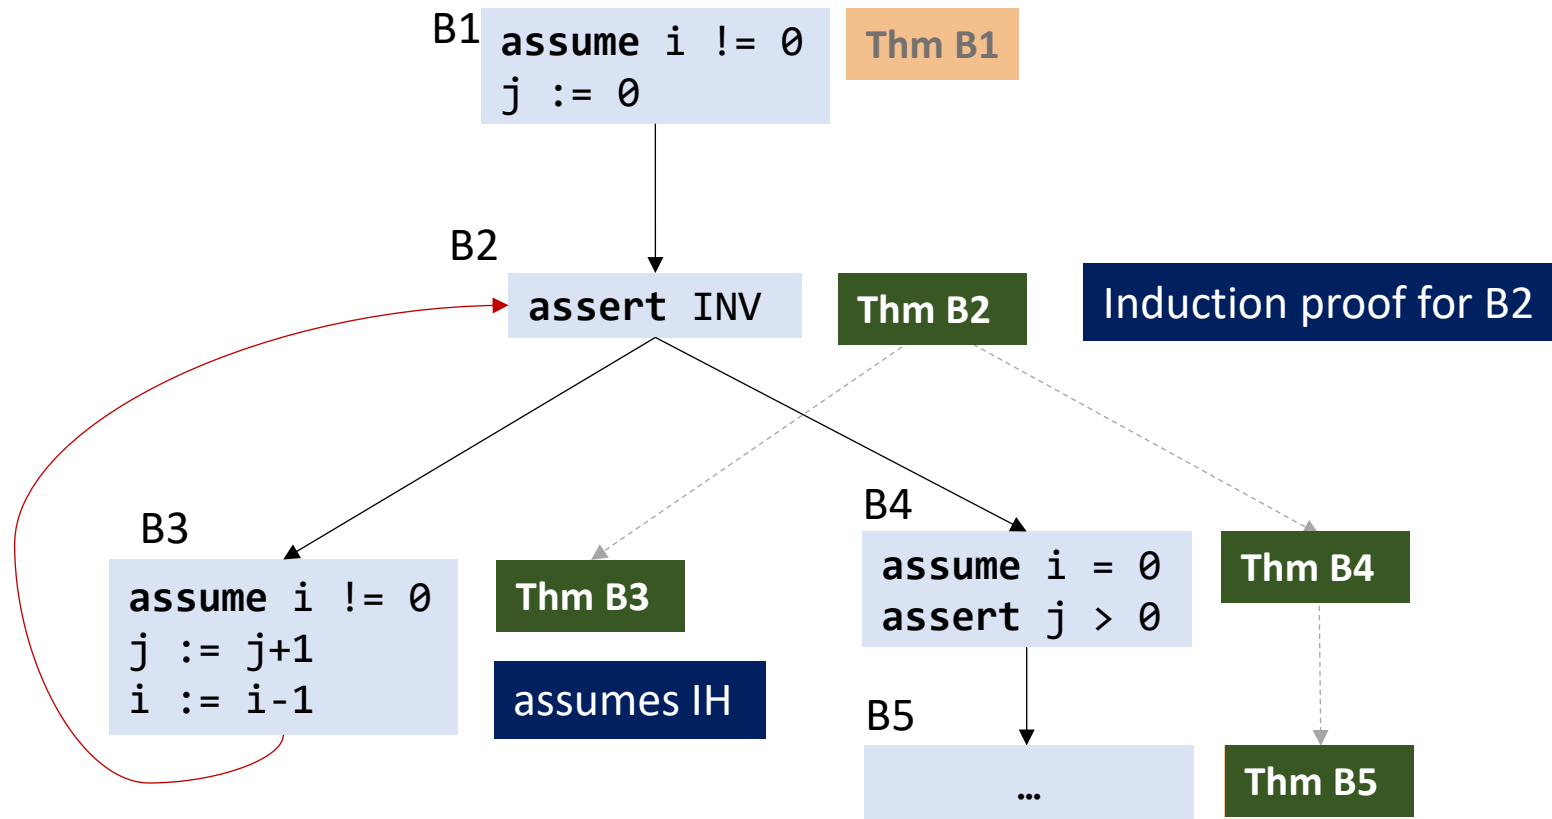 B1
assume i != 0
j := 0
Thm B1
B2
assert INV
Thm B2
Induction proof for B2
B3
assume i != 0
j := j+1
i := i-1
Thm B3
assumes IH
B4
assume i = 0
assert j > 0
Thm B4
B5
…
Thm B5